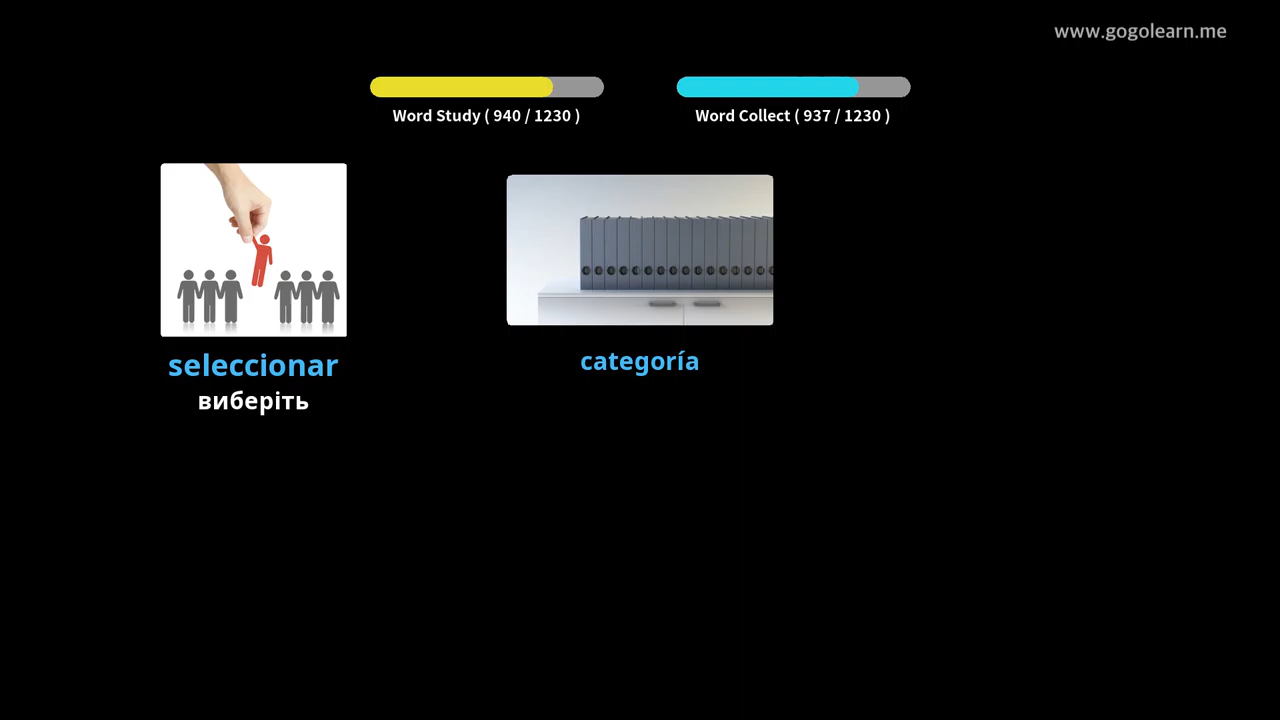 www.gogolearn.me
Word Study ( 940 / 1230 )
Word Collect ( 937 / 1230 )
seleccionar
виберіть
categoría